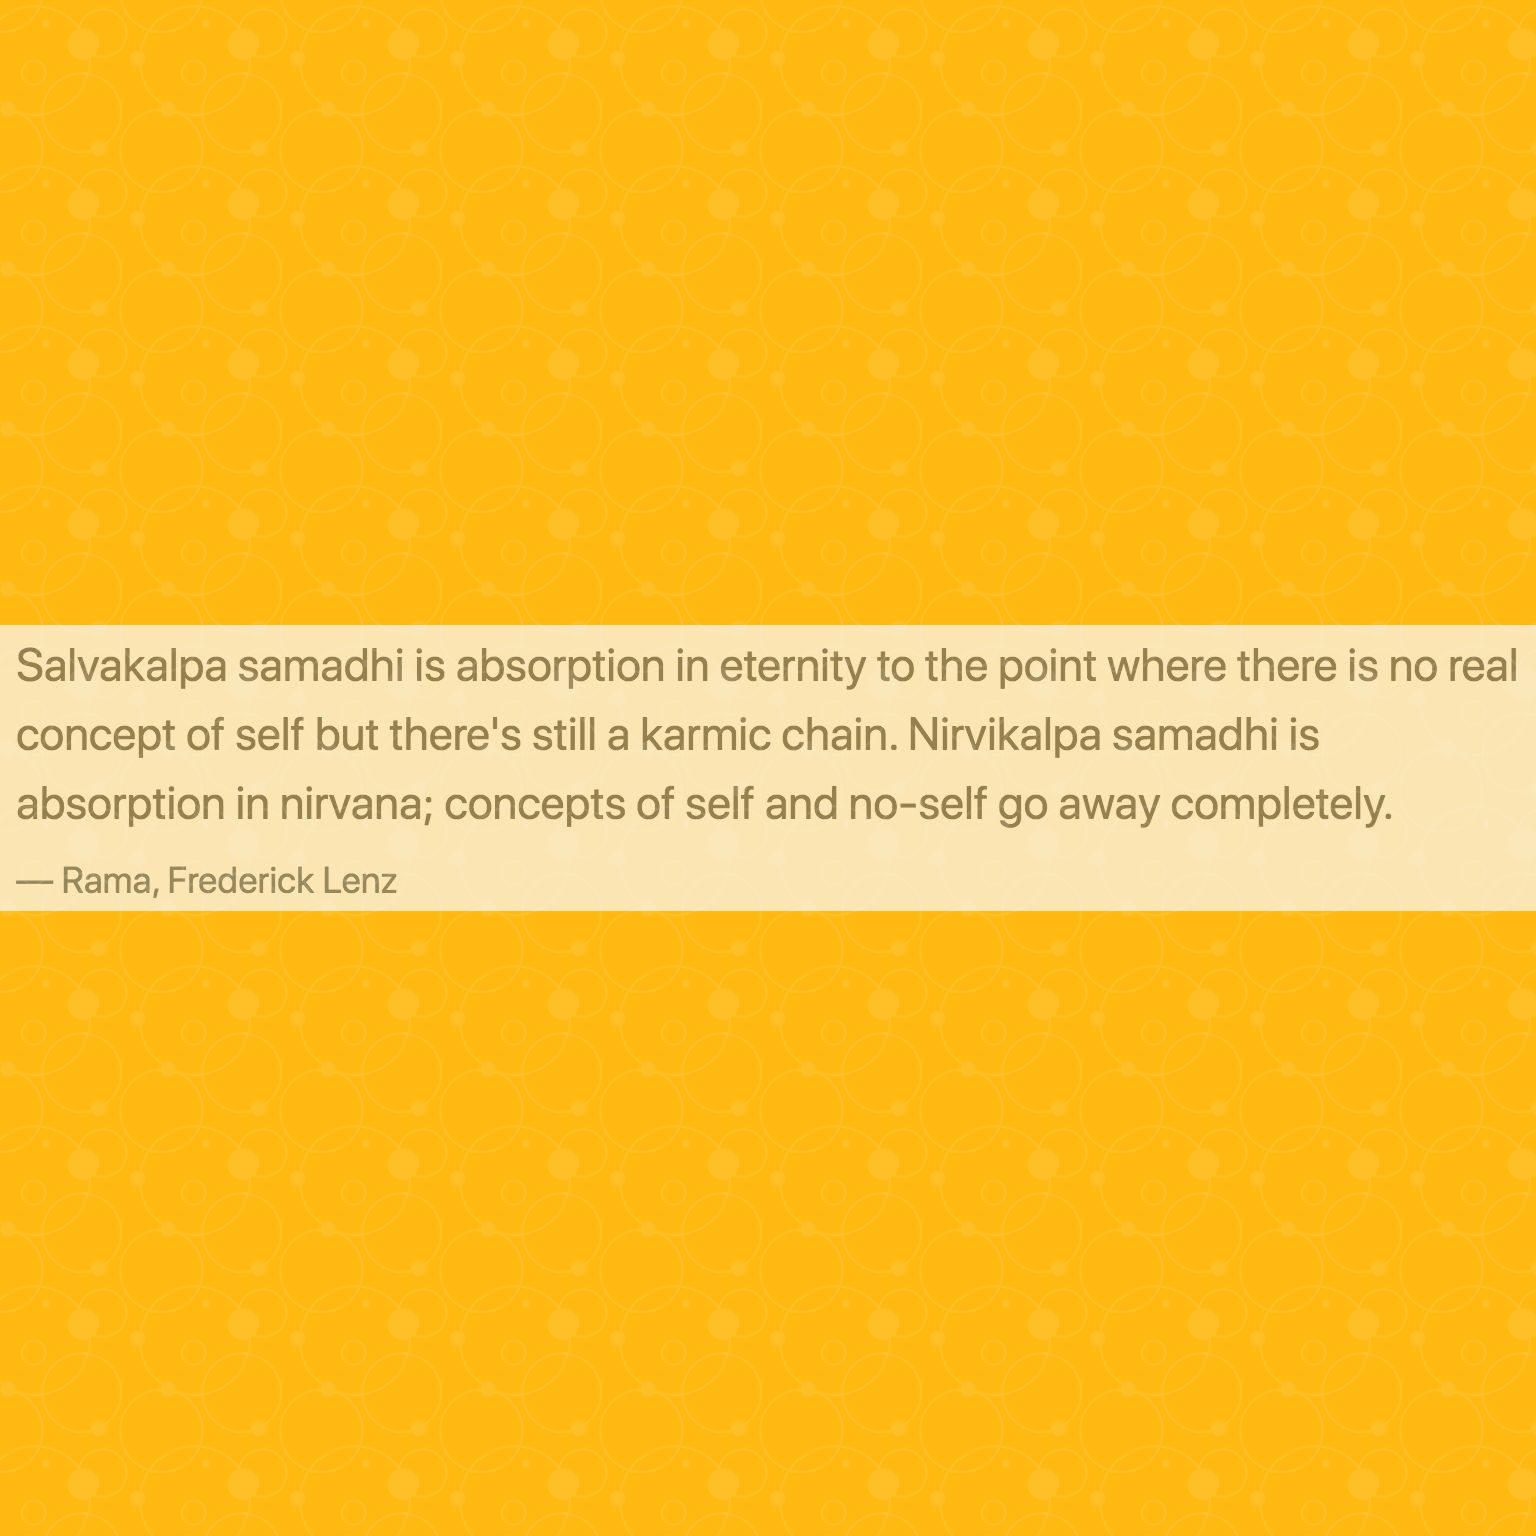 Salvakalpa samadhi is absorption in eternity to the point where there is no real
concept of self but there's still a karmic chain. Nirvikalpa samadhi is
absorption in nirvana; concepts of self and no-self go away completely.
— Rama, Frederick Lenz